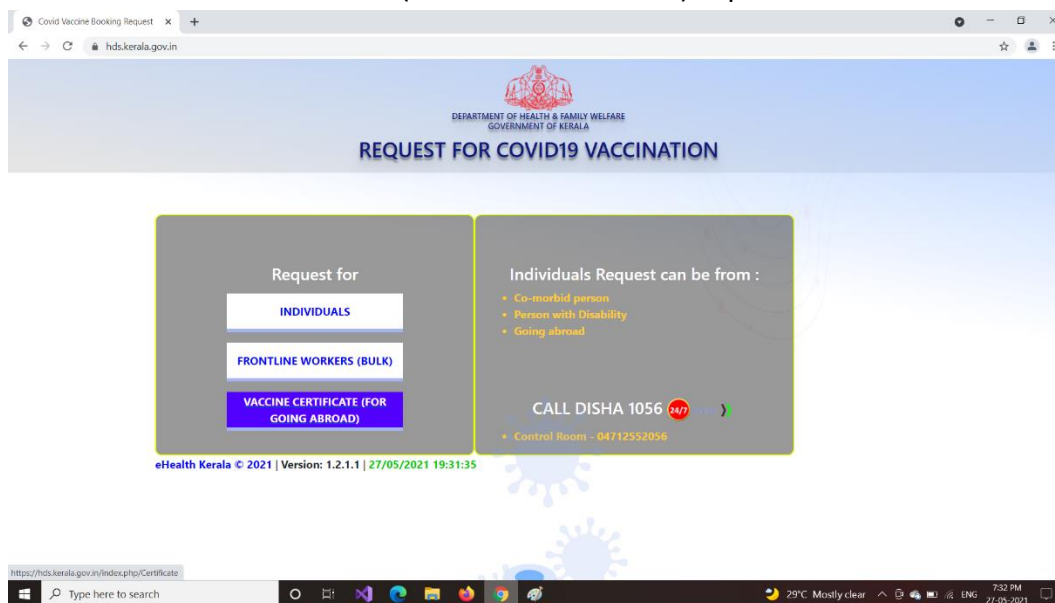 Covid Vaccine Booking Request
hds.kerala.gov.in
DEPARTMENT OF HEALTH & FAMILY WELFARE
GOVERNMENT OF KERALA
REQUEST FOR COVID19 VACCINATION
Request for
INDIVIDUALS
FRONTLINE WORKERS (BULK)
VACCINE CERTIFICATE (FOR
GOING ABROAD)
Individuals Request can be from :
• Co-morbid person
• Person with Disability
• Going abroad
CALL DISHA 1056 24/7
• Control Room - 04712552056
eHealth Kerala © 2021 | Version: 1.2.1.1 | 27/05/2021 19:31:35
https://hds.kerala.gov.in/index.php/Certificate
Type here to search
29°C Mostly clear
ENG
7:32 PM
27-05-2021